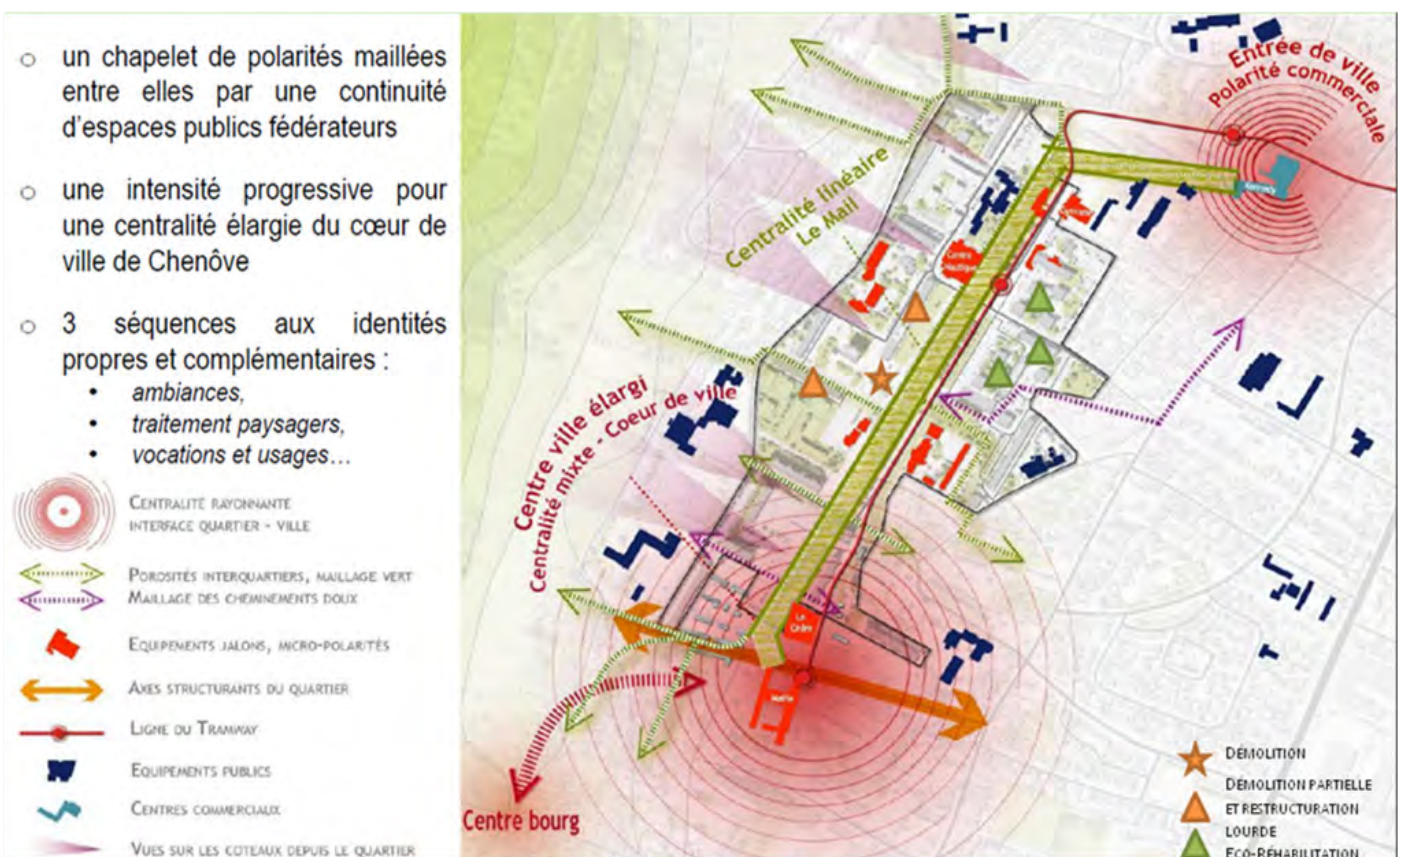 un chapelet de polarités maillées
entre elles par une continuité
d'espaces publics fédérateurs
une intensité progressive pour
une centralité élargie du cœur de
ville de Chenôve
3 séquences aux identités
propres et complémentaires :
ambiances,
traitement paysagers,
vocations et usages…
CENTRALITÉ RAYONNANTE
INTERFACE QUARTIER - VILLE
POROSITÉS INTERQUARTIERS, MAILLAGE VERT
MAILLAGE DES CHEMINEMENTS DOUX
EQUIPEMENTS JALONS, MICRO-POLARITÉS
AXES STRUCTURANTS DU QUARTIER
LIGNE DU TRAMWAY
EQUIPEMENTS PUBLICS
CENTRES COMMERCIAUX
VUES SUR LES COTEAUX DEPUIS LE QUARTIER
Entrée de ville
Polarité commerciale
Kennedy
Centralité linéaire
Le Mail
Centre
Nautique
Centre ville élargi
Centralité mixte - Coeur de ville
Mairie
Centre bourg
DÉMOLITION
DÉMOLITION PARTIELLE
ET RESTRUCTURATION
LOURDE
ECO-RÉHABILITATION